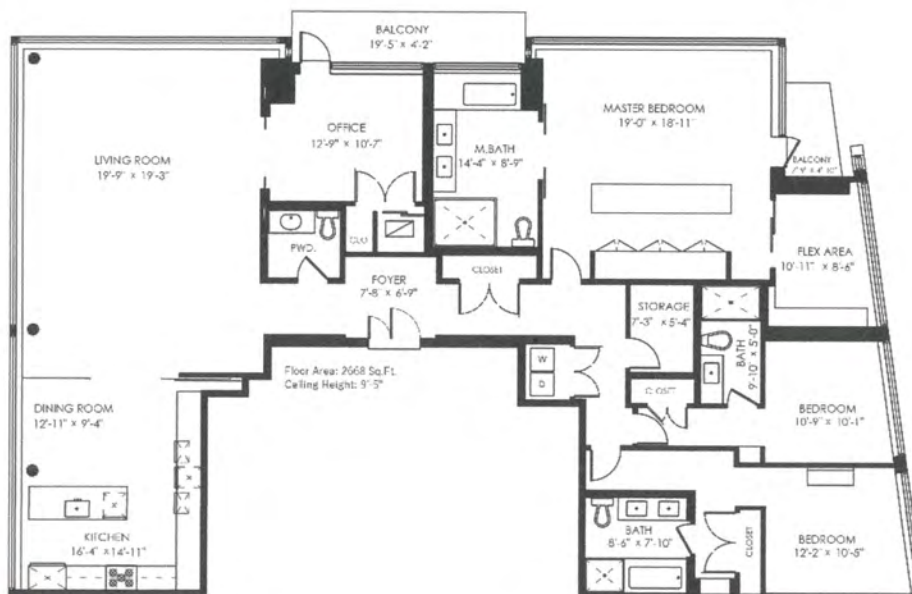 BALCONY
19'-5" × 4'-2"
OFFICE
12'-9" × 10'-7"
LIVING ROOM
19'-9" × 19'-3"
M.BATH
14'-4" × 8'-9"
MASTER BEDROOM
19'-0" × 18'-11"
BALCONY
PWD.
CLO
FOYER
7'-8" × 6'-9"
CLOSET
FLEX AREA
10'-11" × 8'-6"
STORAGE
7'-3" × 5'-4"
BATH
9'-10" × 5'-0"
W
D
Floor Area: 2668 Sq.Ft.
Ceiling Height: 9'-5"
CLOSET
DINING ROOM
12'-11" × 9'-4"
BEDROOM
10'-9" × 10'-1"
KITCHEN
16'-4" × 14'-11"
BATH
8'-6" × 7'-10"
CLOSET
BEDROOM
12'-2" × 10'-5"